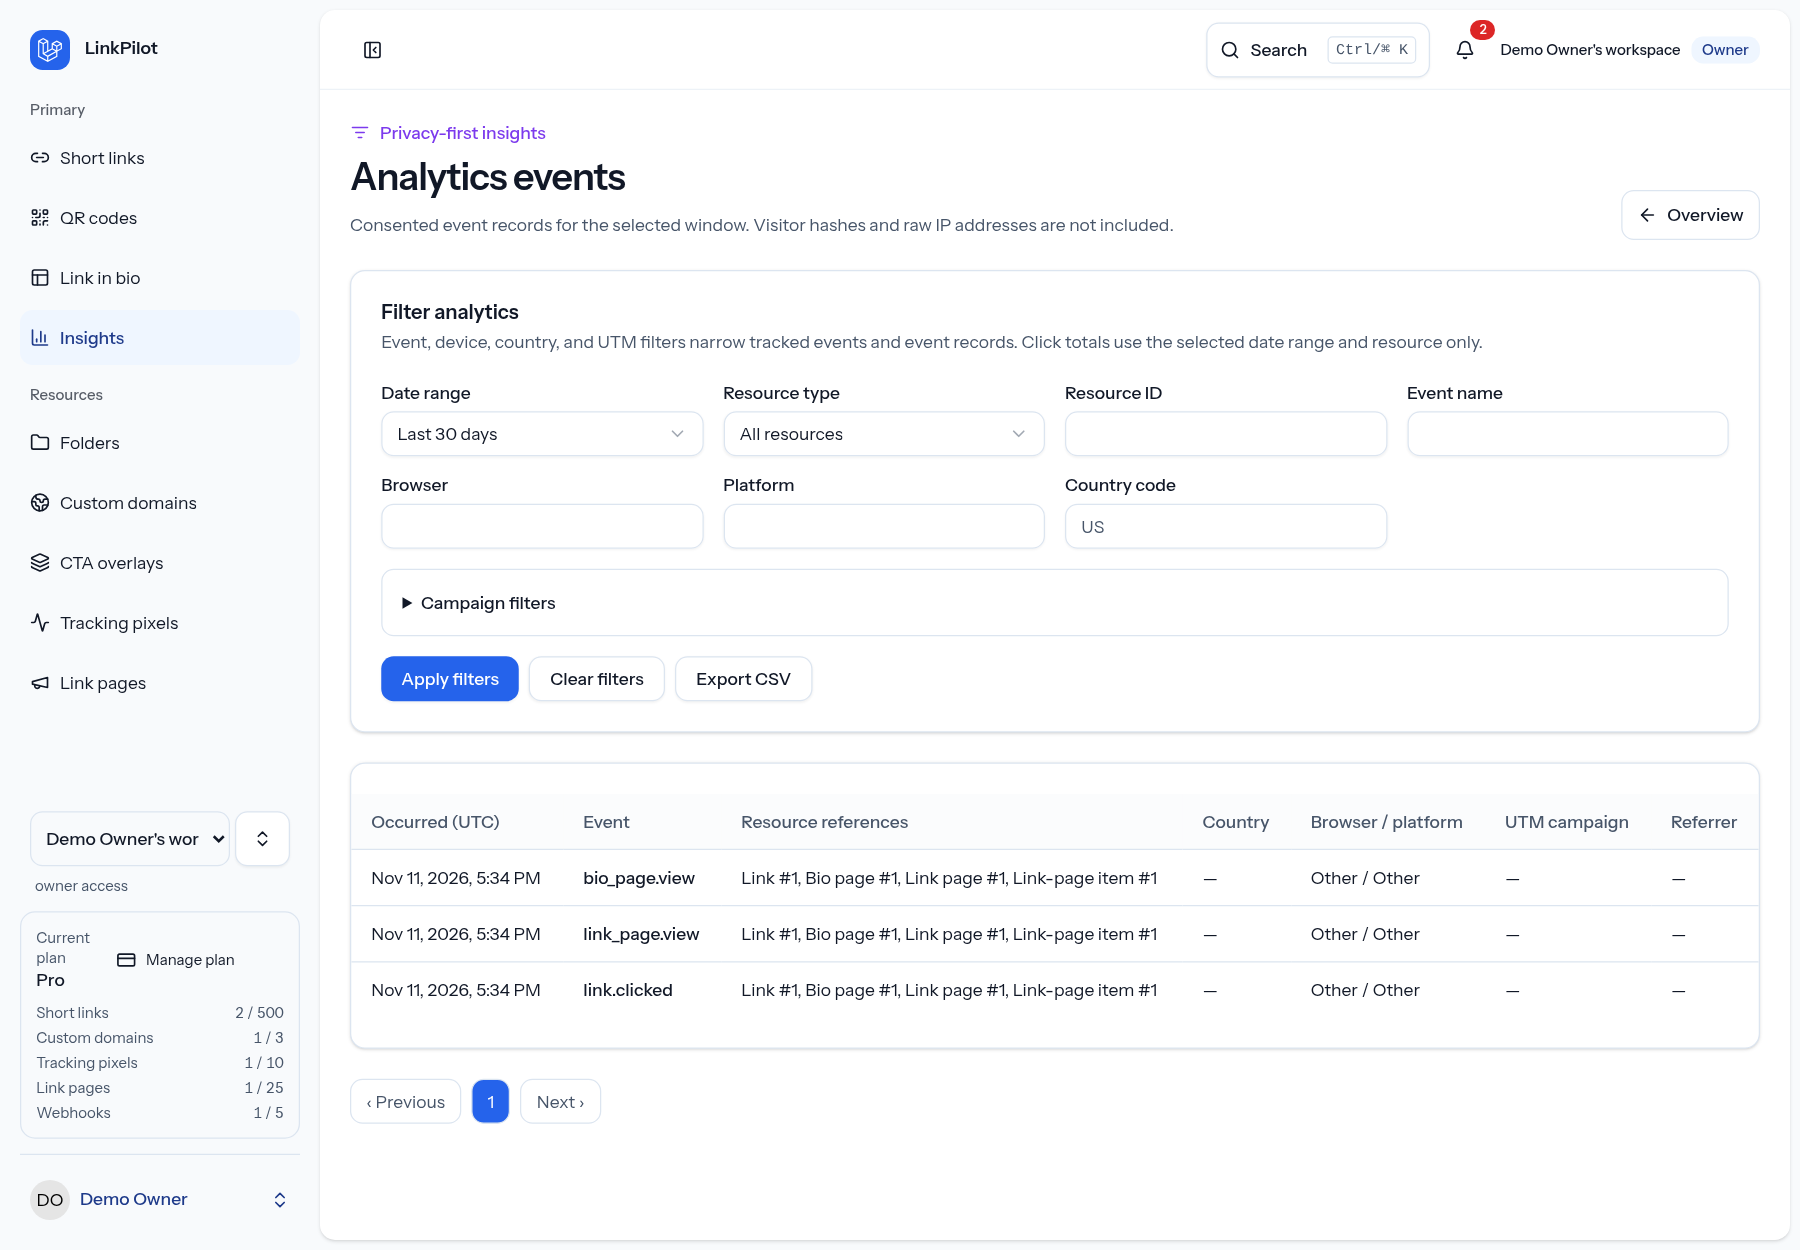 LinkPilot
Primary
Short links
QR codes
Link in bio
Insights
Resources
Folders
Custom domains
CTA overlays
Tracking pixels
Link pages
Demo Owner's wor
owner access
Current plan
Pro
Manage plan
Short links 2 / 500
Custom domains 1 / 3
Tracking pixels 1 / 10
Link pages 1 / 25
Webhooks 1 / 5
DO Demo Owner
Search Ctrl/⌘ K
2
Demo Owner's workspace Owner
Privacy-first insights
Analytics events
Consented event records for the selected window. Visitor hashes and raw IP addresses are not included.
← Overview
Filter analytics
Event, device, country, and UTM filters narrow tracked events and event records. Click totals use the selected date range and resource only.
Date range Resource type Resource ID Event name
Last 30 days All resources
Browser Platform Country code
US
Campaign filters
Apply filters Clear filters Export CSV
Occurred (UTC) Event Resource references Country Browser / platform UTM campaign Referrer
Nov 11, 2026, 5:34 PM bio_page.view Link #1, Bio page #1, Link page #1, Link-page item #1 — Other / Other — —
Nov 11, 2026, 5:34 PM link_page.view Link #1, Bio page #1, Link page #1, Link-page item #1 — Other / Other — —
Nov 11, 2026, 5:34 PM link.clicked Link #1, Bio page #1, Link page #1, Link-page item #1 — Other / Other — —
‹ Previous 1 Next ›